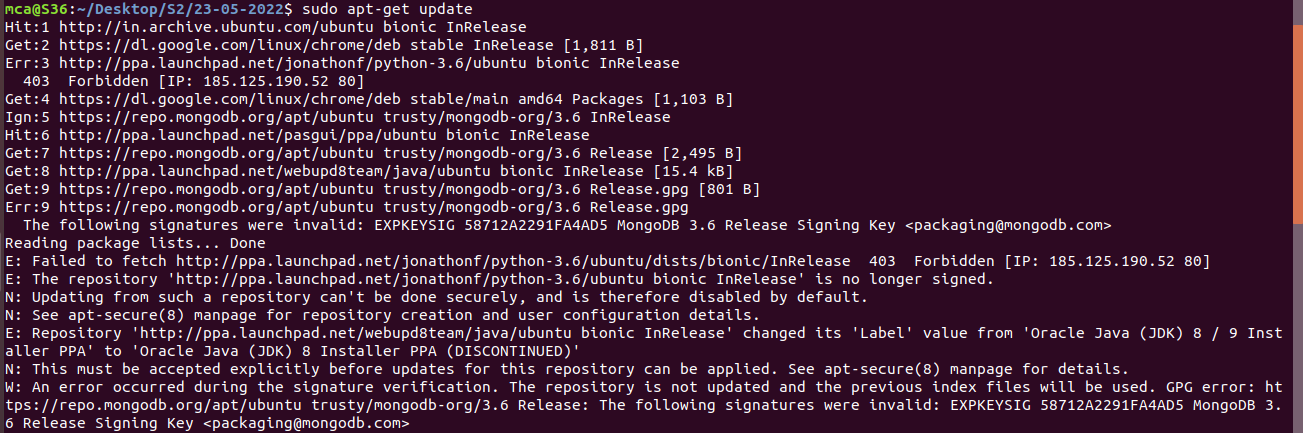 mca@S36:~/Desktop/S2/23-05-2022$ sudo apt-get update
Hit:1 http://in.archive.ubuntu.com/ubuntu bionic InRelease
Get:2 https://dl.google.com/linux/chrome/deb stable InRelease [1,811 B]
Err:3 http://ppa.launchpad.net/jonathonf/python-3.6/ubuntu bionic InRelease
  403  Forbidden [IP: 185.125.190.52 80]
Get:4 https://dl.google.com/linux/chrome/deb stable/main amd64 Packages [1,103 B]
Ign:5 https://repo.mongodb.org/apt/ubuntu trusty/mongodb-org/3.6 InRelease
Hit:6 http://ppa.launchpad.net/pasgui/ppa/ubuntu bionic InRelease
Get:7 https://repo.mongodb.org/apt/ubuntu trusty/mongodb-org/3.6 Release [2,495 B]
Get:8 http://ppa.launchpad.net/webupd8team/java/ubuntu bionic InRelease [15.4 kB]
Get:9 https://repo.mongodb.org/apt/ubuntu trusty/mongodb-org/3.6 Release.gpg [801 B]
Err:9 https://repo.mongodb.org/apt/ubuntu trusty/mongodb-org/3.6 Release.gpg
  The following signatures were invalid: EXPKEYSIG 58712A2291FA4AD5 MongoDB 3.6 Release Signing Key <packaging@mongodb.com>
Reading package lists... Done
E: Failed to fetch http://ppa.launchpad.net/jonathonf/python-3.6/ubuntu/dists/bionic/InRelease  403  Forbidden [IP: 185.125.190.52 80]
E: The repository 'http://ppa.launchpad.net/jonathonf/python-3.6/ubuntu bionic InRelease' is no longer signed.
N: Updating from such a repository can't be done securely, and is therefore disabled by default.
N: See apt-secure(8) manpage for repository creation and user configuration details.
E: Repository 'http://ppa.launchpad.net/webupd8team/java/ubuntu bionic InRelease' changed its 'Label' value from 'Oracle Java (JDK) 8 / 9 Inst
aller PPA' to 'Oracle Java (JDK) 8 Installer PPA (DISCONTINUED)'
N: This must be accepted explicitly before updates for this repository can be applied. See apt-secure(8) manpage for details.
W: An error occurred during the signature verification. The repository is not updated and the previous index files will be used. GPG error: ht
tps://repo.mongodb.org/apt/ubuntu trusty/mongodb-org/3.6 Release: The following signatures were invalid: EXPKEYSIG 58712A2291FA4AD5 MongoDB 3.
6 Release Signing Key <packaging@mongodb.com>